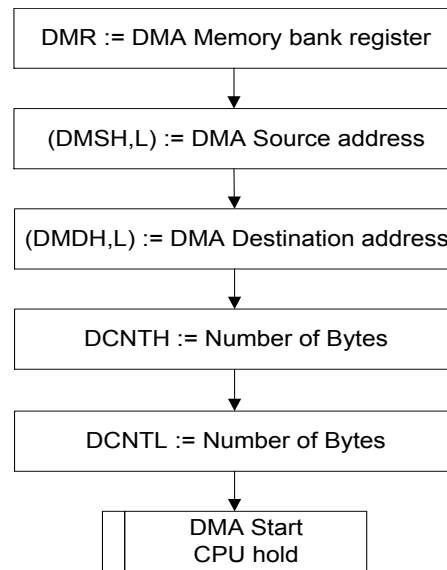 DMR := DMA Memory bank register
(DMSH,L) := DMA Source address
(DMDH,L) := DMA Destination address
DCNTH := Number of Bytes
DCNTL := Number of Bytes
DMA Start
CPU hold